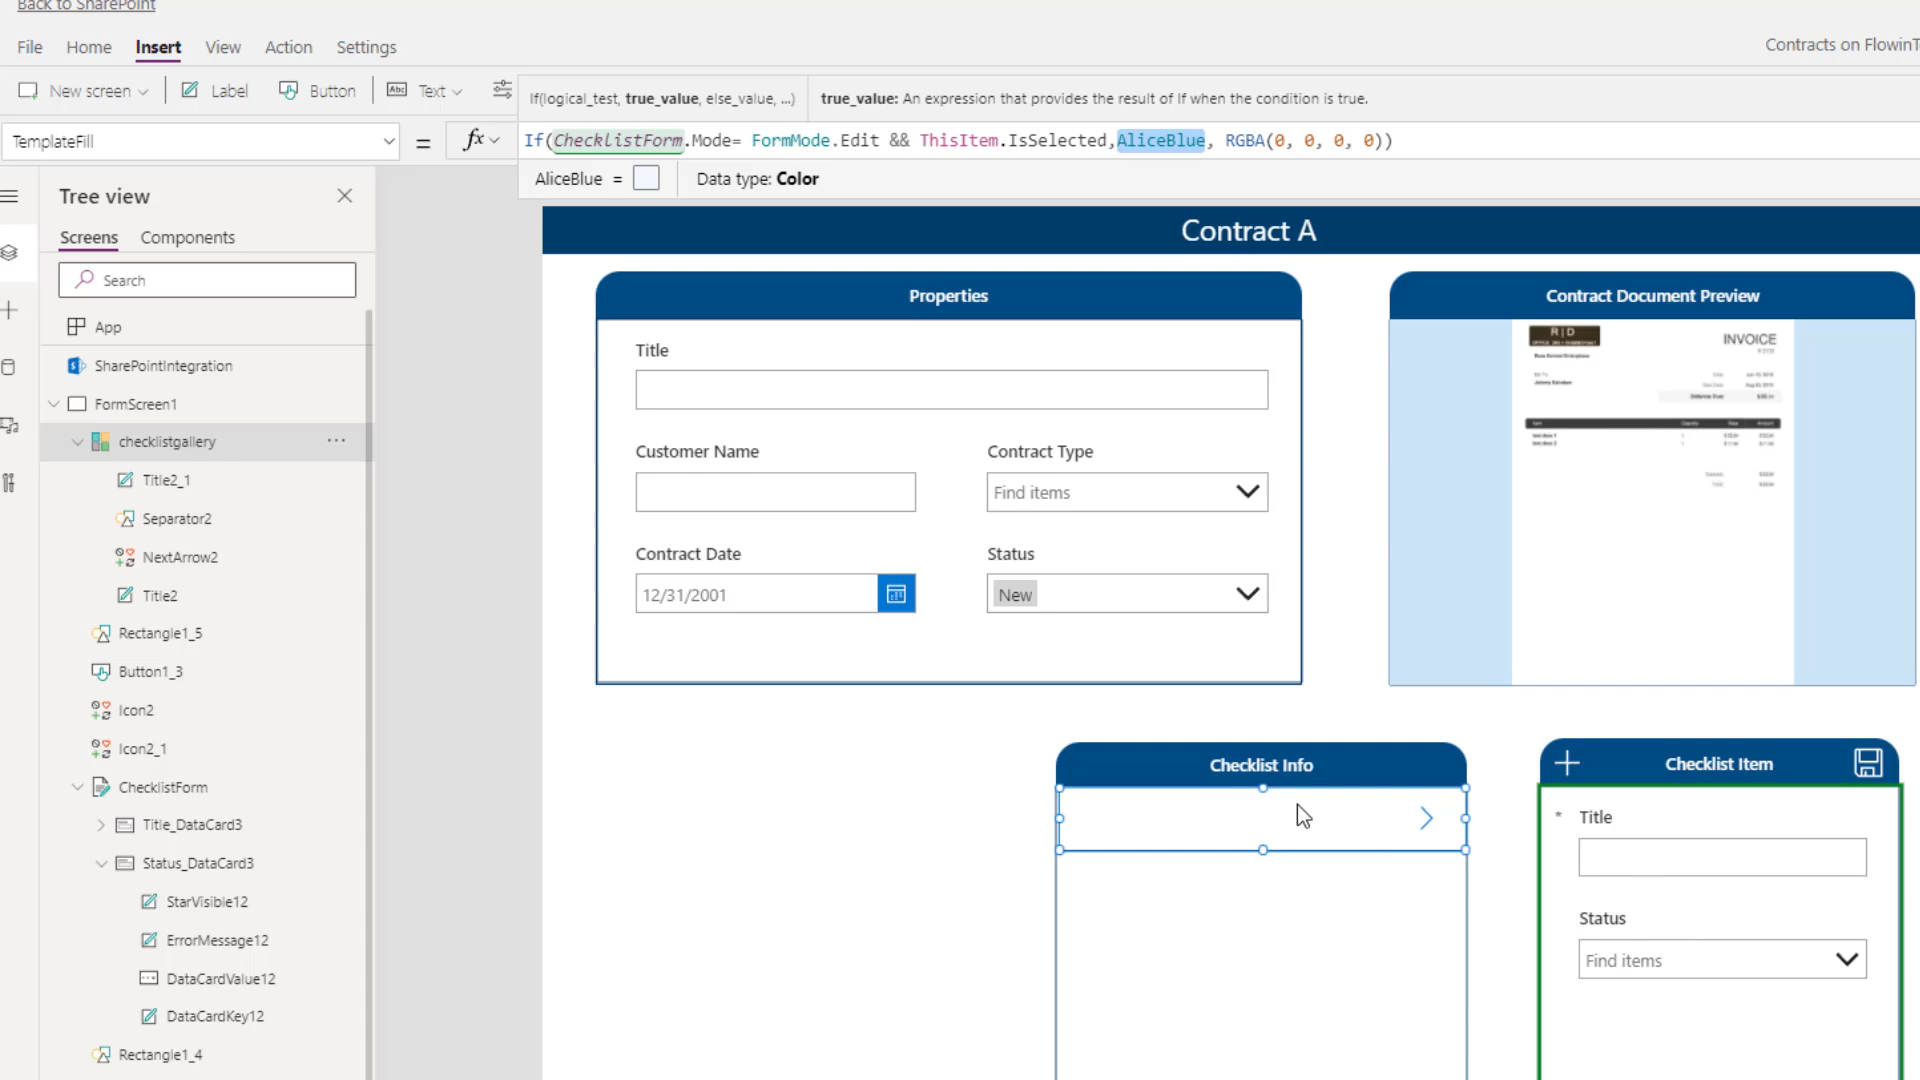 Back to SharePoint
File Home Insert View Action Settings
Contracts on FlowinT
New screen Label Button Abc Text
If(logical_test, true_value, else_value, ...) true_value: An expression that provides the result of If when the condition is true.
TemplateFill = fx If(ChecklistForm.Mode= FormMode.Edit && ThisItem.IsSelected,AliceBlue, RGBA(0, 0, 0, 0))
AliceBlue = Data type: Color
Tree view
Screens Components
Search
App
SharePointIntegration
FormScreen1
checklistgallery ...
Title2_1
Separator2
NextArrow2
Title2
Rectangle1_5
Button1_3
Icon2
Icon2_1
ChecklistForm
Title_DataCard3
Status_DataCard3
StarVisible12
ErrorMessage12
DataCardValue12
DataCardKey12
Rectangle1_4
Contract A
Properties
Title
Customer Name Contract Type
Find items
Contract Date Status
12/31/2001 New
Contract Document Preview
R|D
INVOICE
Checklist Info
Checklist Item
* Title
Status
Find items